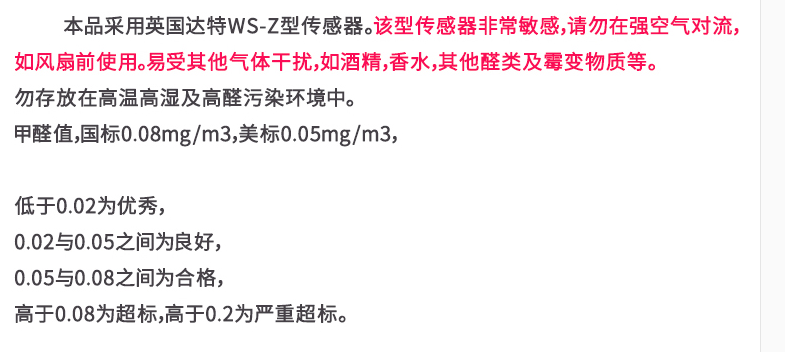 本品采用英国达特WS-Z型传感器。该型传感器非常敏感,请勿在强空气对流,
如风扇前使用。易受其他气体干扰,如酒精,香水,其他醛类及霉变物质等。
勿存放在高温高湿及高醛污染环境中。
甲醛值,国标0.08mg/m3,美标0.05mg/m3,
低于0.02为优秀,
0.02与0.05之间为良好,
0.05与0.08之间为合格,
高于0.08为超标,高于0.2为严重超标。